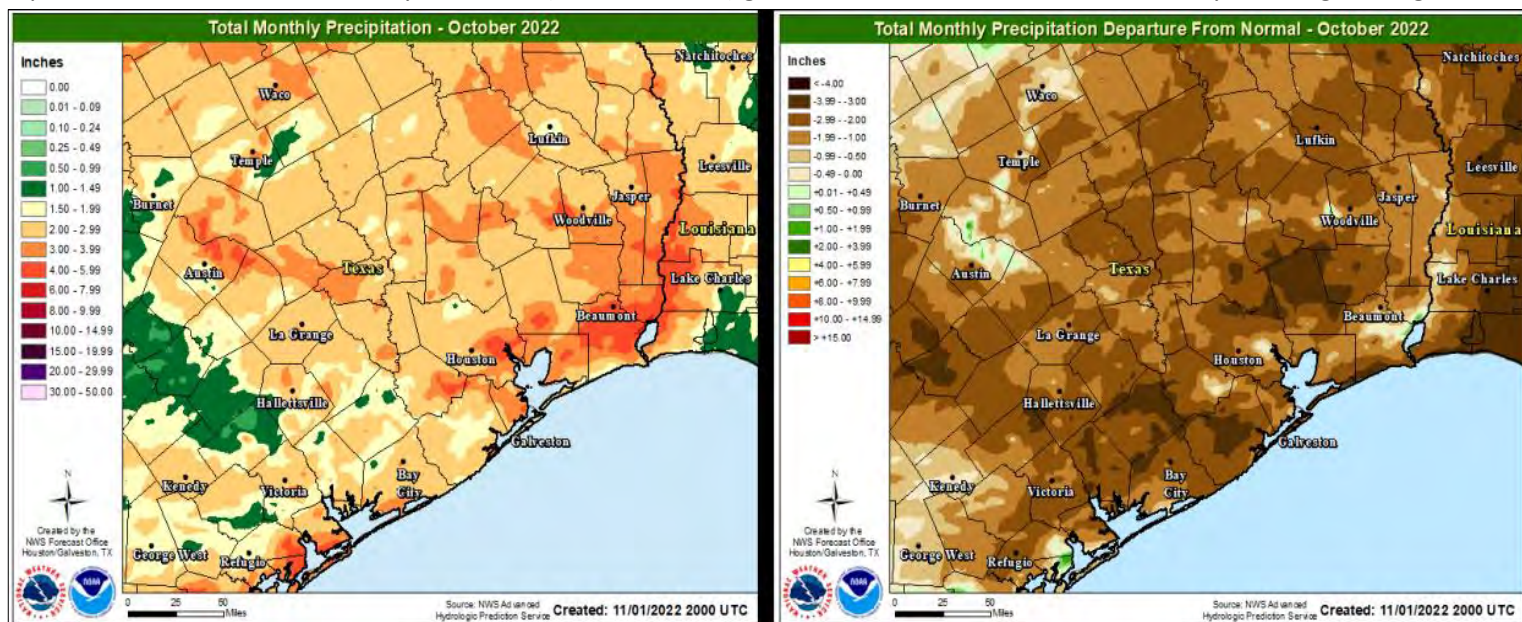 Total Monthly Precipitation - October 2022
Inches
0.00
0.01 - 0.09
0.10 - 0.24
0.25 - 0.49
0.50 - 0.99
1.00 - 1.49
1.50 - 1.99
2.00 - 2.99
3.00 - 3.99
4.00 - 5.99
6.00 - 7.99
8.00 - 9.99
10.00 - 14.99
15.00 - 19.99
20.00 - 29.99
30.00 - 50.00
Natchitoches
Waco
Lufkin
Temple
Leesville
Burnet
Jasper
Woodville
Louisiana
Austin
Texas
Lake Charles
Beaumont
La Grange
Houston
Hallettsville
Galveston
Kenedy
Victoria
Bay
City
George West
Refugio
N
Created by the
NWS Forecast Office
Houston/Galveston, TX
NOAA
0 25 50
Miles
Source: NWS Advanced
Hydrologic Prediction Service
Created: 11/01/2022 2000 UTC
Total Monthly Precipitation Departure From Normal - October 2022
Inches
< -4.00
-3.99 - -3.00
-2.99 - -2.00
-1.99 - -1.00
-0.99 - -0.50
-0.49 - 0.00
+0.01 - +0.49
+0.50 - +0.99
+1.00 - +1.99
+2.00 - +3.99
+4.00 - +5.99
+6.00 - +7.99
+8.00 - +9.99
+10.00 - +14.99
> +15.00
Natchitoches
Waco
Lufkin
Temple
Leesville
Burnet
Jasper
Woodville
Louisiana
Austin
Texas
Lake Charles
Beaumont
La Grange
Houston
Hallettsville
Galveston
Kenedy
Victoria
Bay
City
George West
Refugio
N
Created by the
NWS Forecast Office
Houston/Galveston, TX
NOAA
0 25 50
Miles
Source: NWS Advanced
Hydrologic Prediction Service
Created: 11/01/2022 2000 UTC